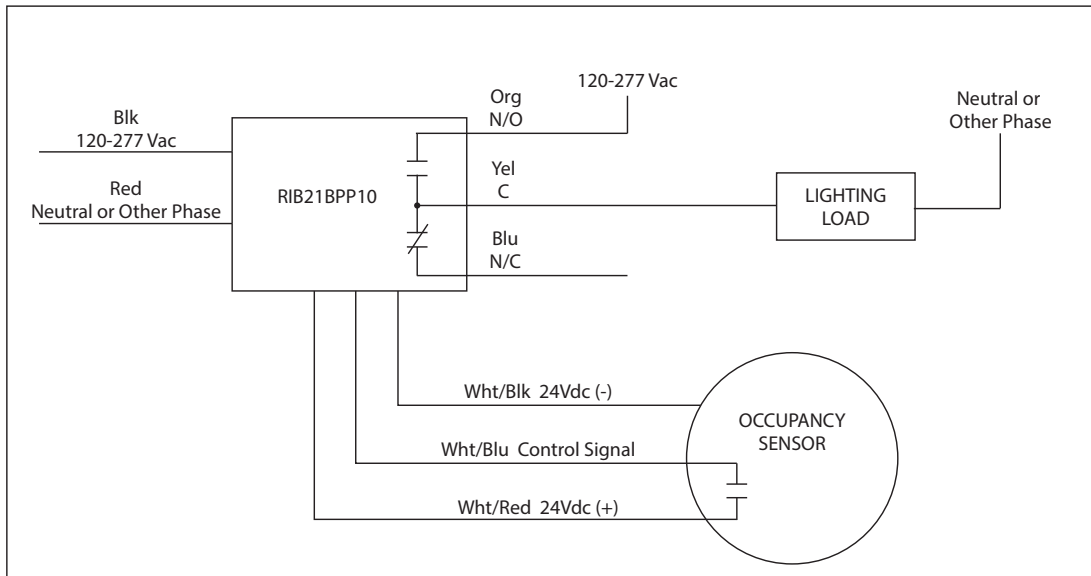 Blk
120-277 Vac
Red
Neutral or Other Phase
RIB21BPP10
Org
N/O
120-277 Vac
Yel
C
Blu
N/C
LIGHTING
LOAD
Neutral or
Other Phase
Wht/Blk 24Vdc (-)
Wht/Blu Control Signal
Wht/Red 24Vdc (+)
OCCUPANCY
SENSOR